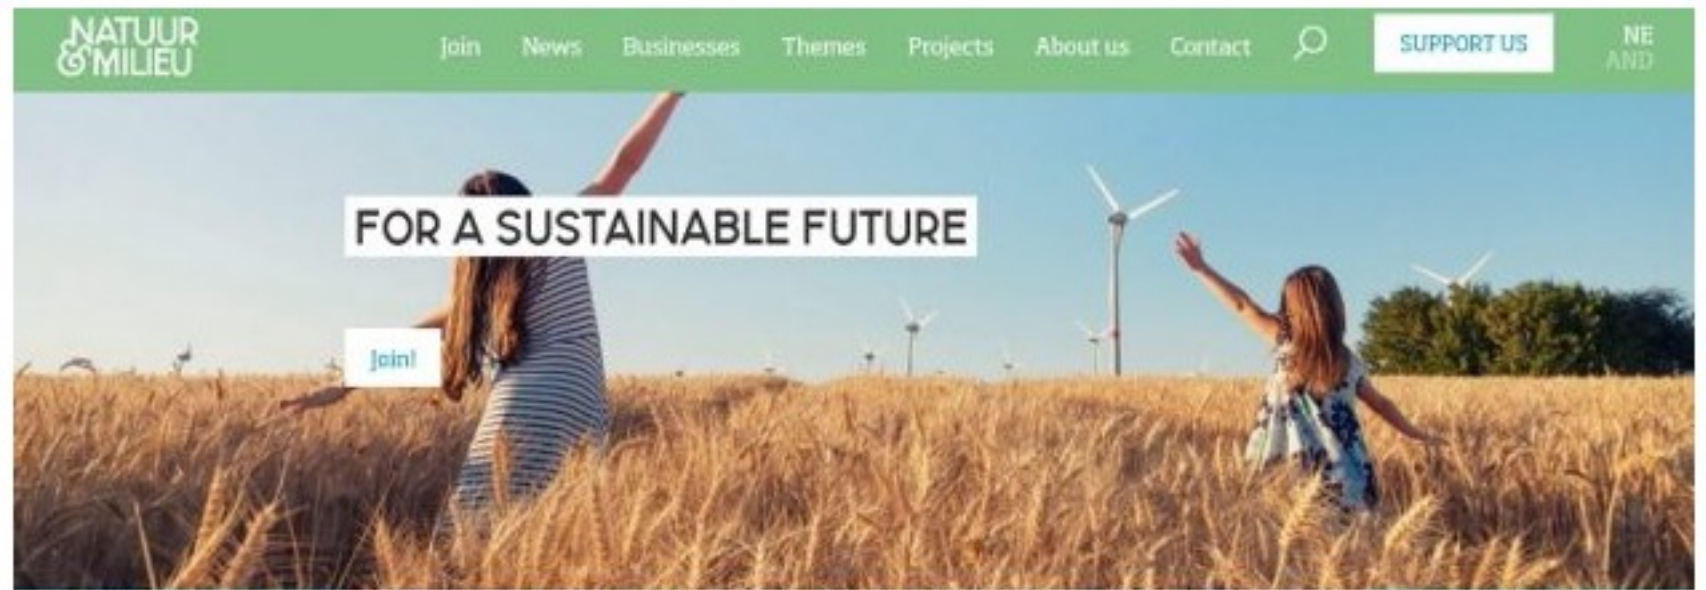 NATUUR
&MILIEU
Join News Businesses Themes Projects About us Contact SUPPORT US NE
AND
FOR A SUSTAINABLE FUTURE
Join!